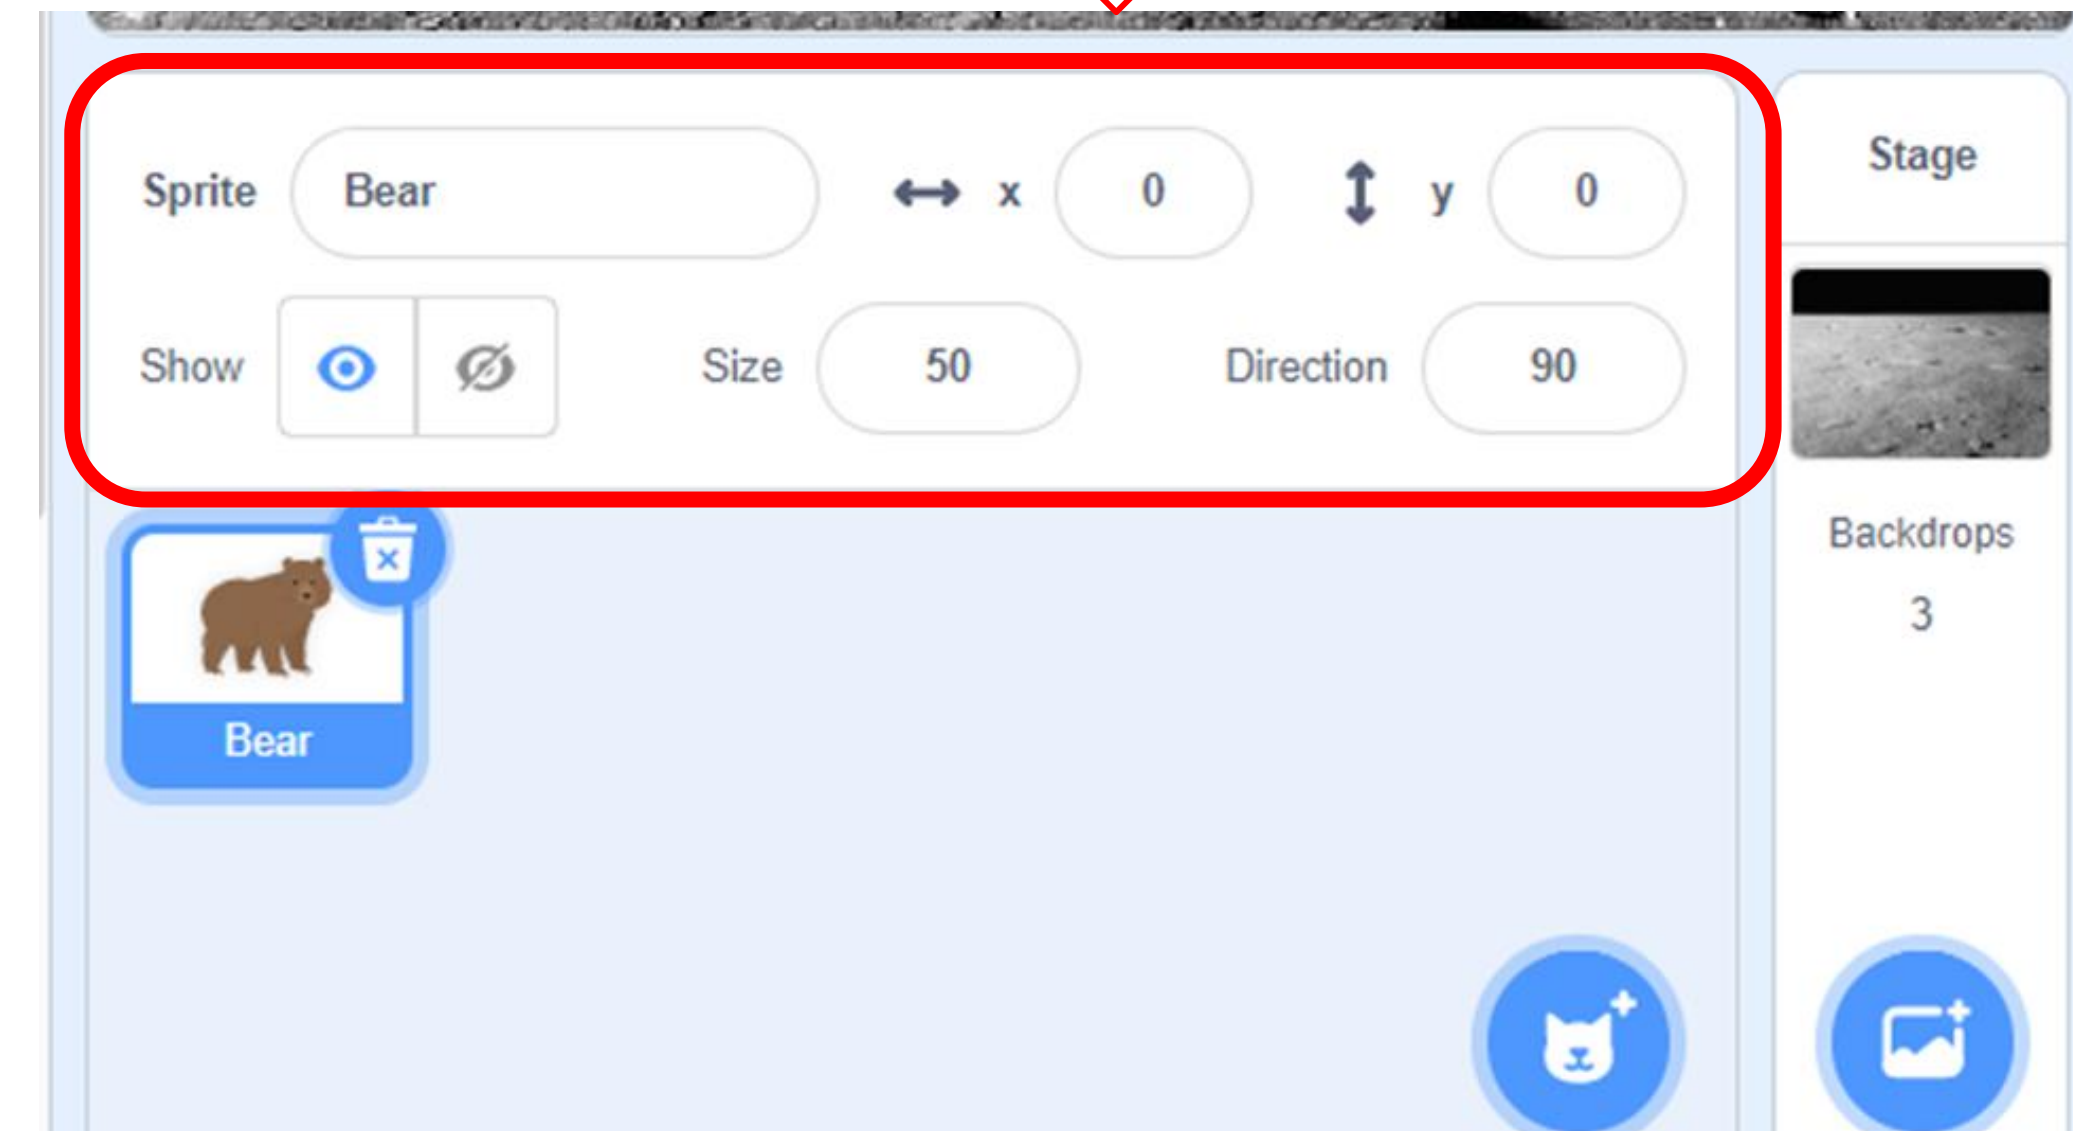 Sprite Bear x 0 y 0
Show Size 50 Direction 90
Bear
Stage
Backdrops
3